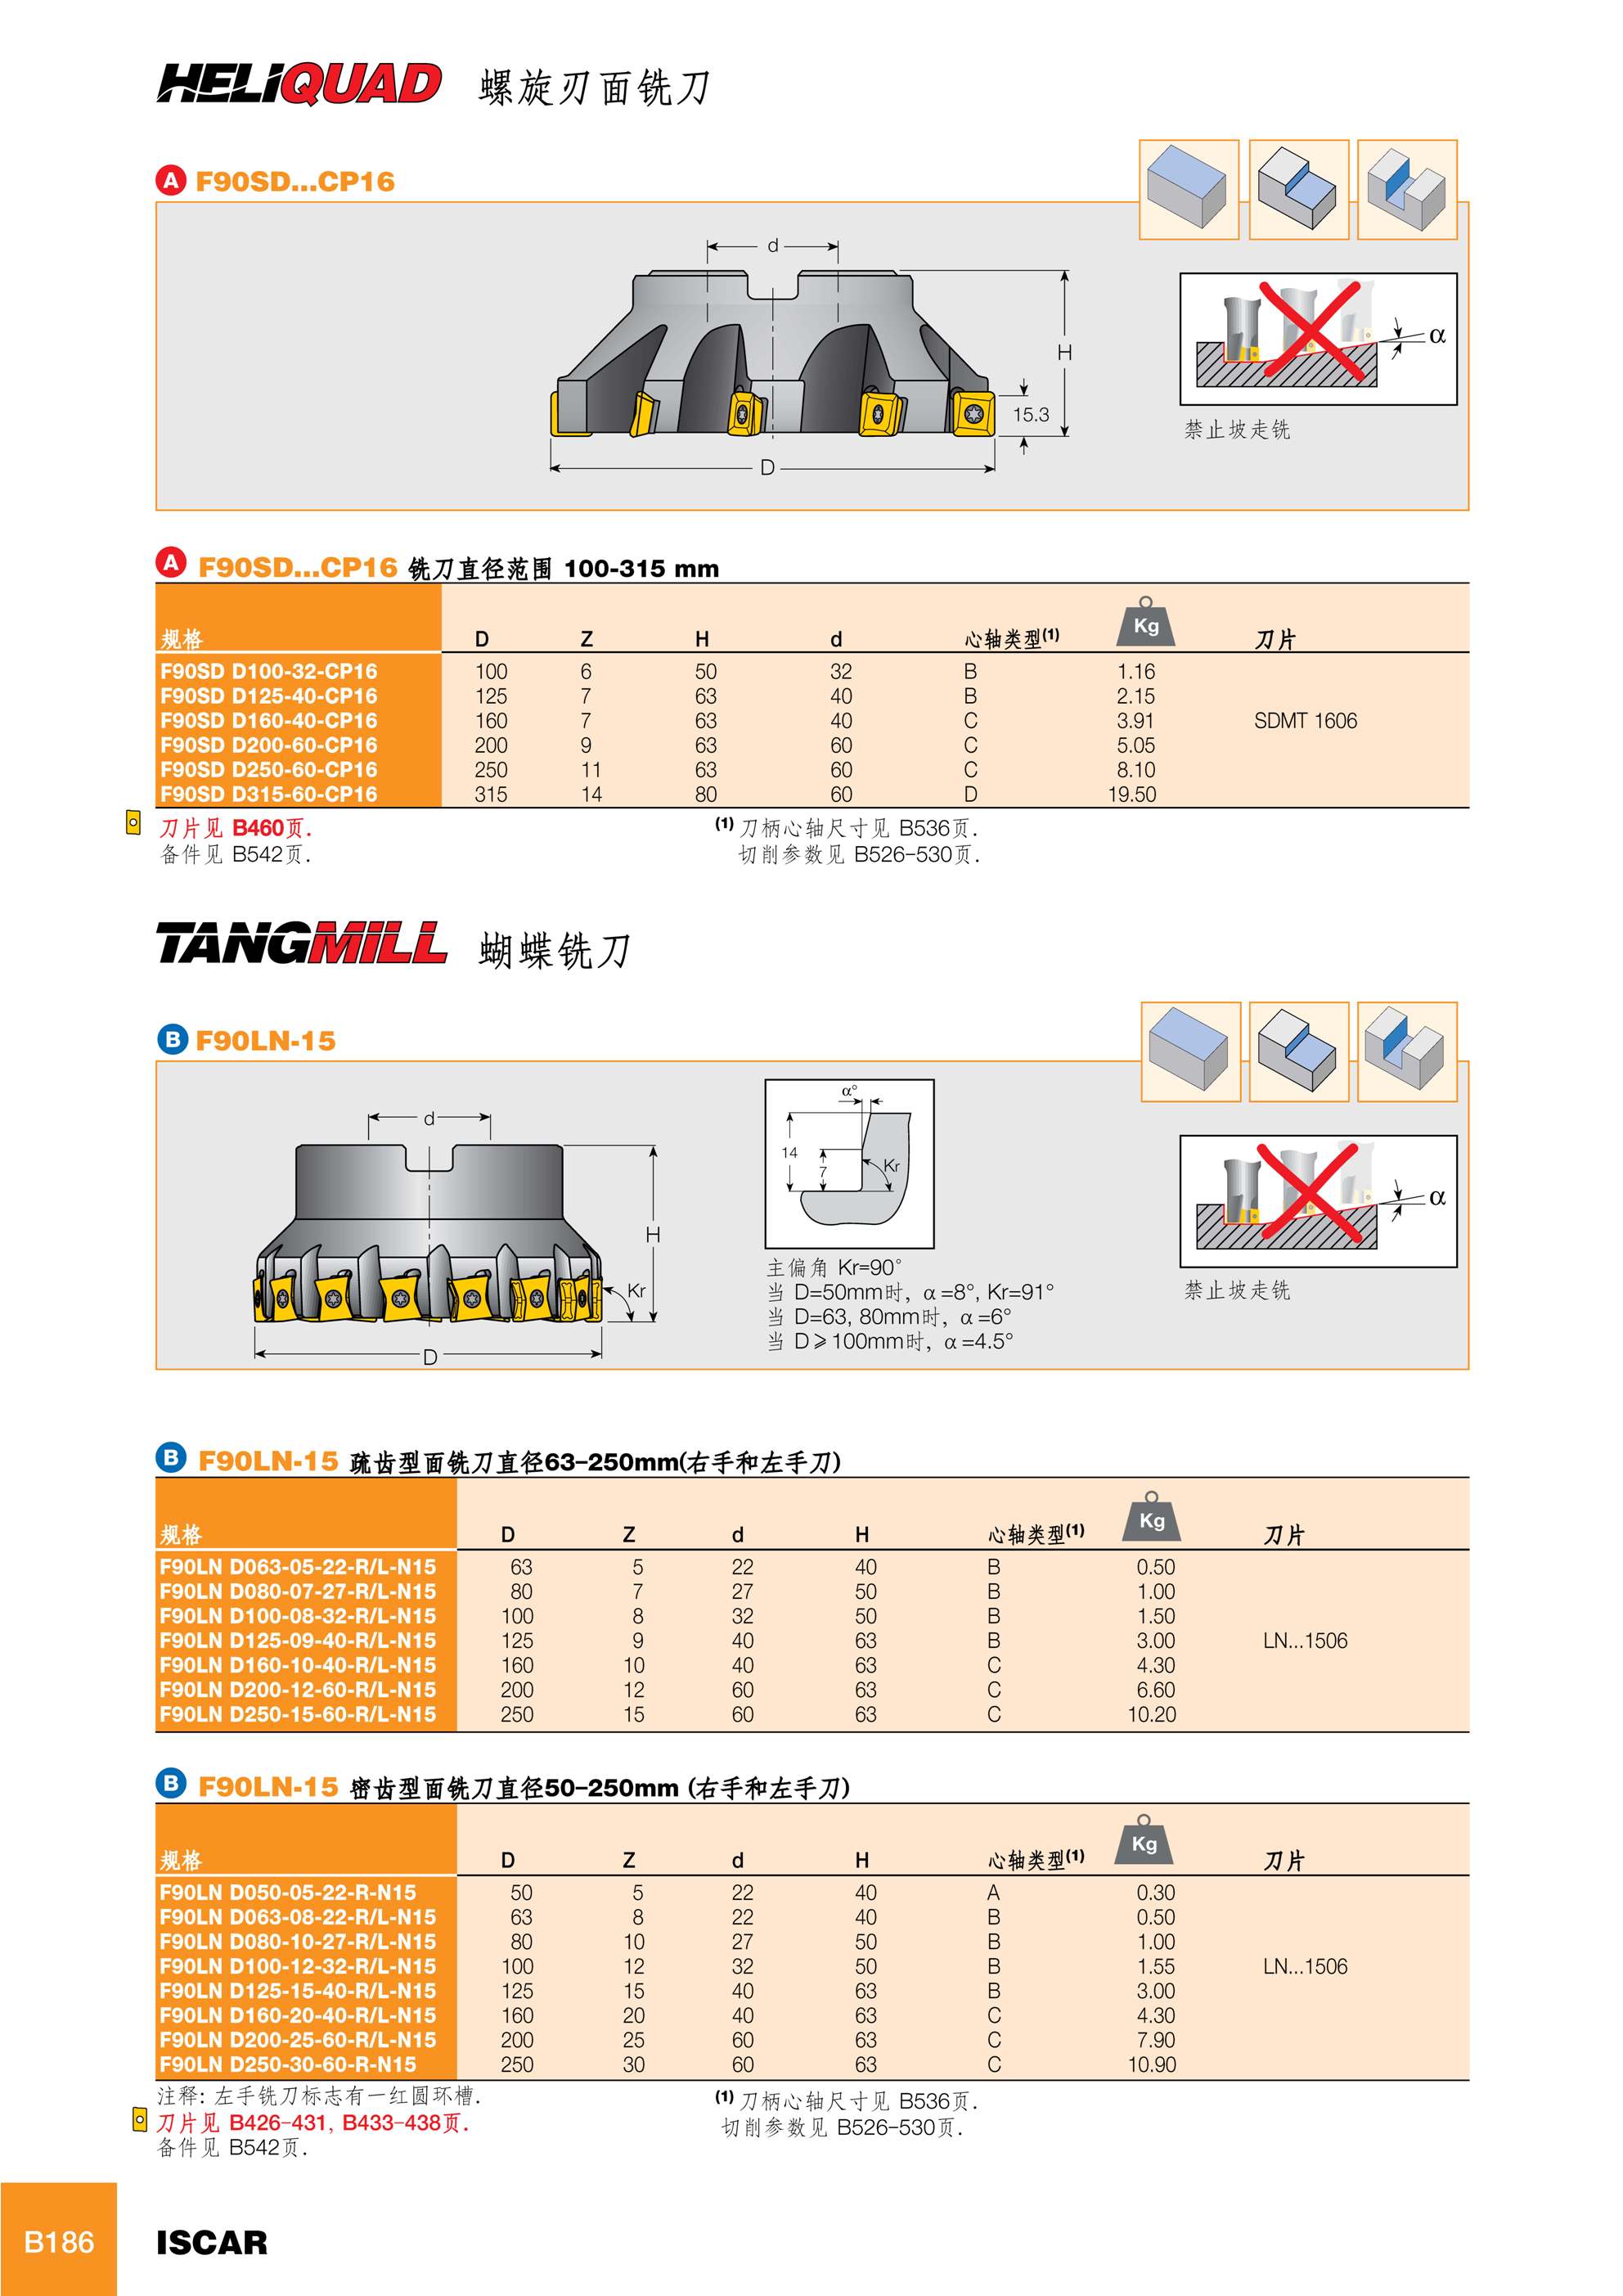 HELiQUAD 螺旋刃面铣刀
A F90SD...CP16
d
H
15.3
D
α
禁止坡走铣
A F90SD...CP16 铣刀直径范围 100-315 mm
规格 D Z H d 心轴类型(1) Kg 刀片
F90SD D100-32-CP16 100 6 50 32 B 1.16
F90SD D125-40-CP16 125 7 63 40 B 2.15
F90SD D160-40-CP16 160 7 63 40 C 3.91 SDMT 1606
F90SD D200-60-CP16 200 9 63 60 C 5.05
F90SD D250-60-CP16 250 11 63 60 C 8.10
F90SD D315-60-CP16 315 14 80 60 D 19.50
刀片见 B460页.
备件见 B542页.
(1) 刀柄心轴尺寸见 B536页.
切削参数见 B526-530页.
TANGMILL 蝴蝶铣刀
B F90LN-15
d
H
Kr
D
α°
14
7
Kr
主偏角 Kr=90°
当 D=50mm时, α=8°, Kr=91°
当 D=63, 80mm时, α=6°
当 D⩾100mm时, α=4.5°
α
禁止坡走铣
B F90LN-15 疏齿型面铣刀直径63-250mm(右手和左手刀)
规格 D Z d H 心轴类型(1) Kg 刀片
F90LN D063-05-22-R/L-N15 63 5 22 40 B 0.50
F90LN D080-07-27-R/L-N15 80 7 27 50 B 1.00
F90LN D100-08-32-R/L-N15 100 8 32 50 B 1.50
F90LN D125-09-40-R/L-N15 125 9 40 63 B 3.00 LN...1506
F90LN D160-10-40-R/L-N15 160 10 40 63 C 4.30
F90LN D200-12-60-R/L-N15 200 12 60 63 C 6.60
F90LN D250-15-60-R/L-N15 250 15 60 63 C 10.20
B F90LN-15 密齿型面铣刀直径50-250mm (右手和左手刀)
规格 D Z d H 心轴类型(1) Kg 刀片
F90LN D050-05-22-R-N15 50 5 22 40 A 0.30
F90LN D063-08-22-R/L-N15 63 8 22 40 B 0.50
F90LN D080-10-27-R/L-N15 80 10 27 50 B 1.00
F90LN D100-12-32-R/L-N15 100 12 32 50 B 1.55 LN...1506
F90LN D125-15-40-R/L-N15 125 15 40 63 B 3.00
F90LN D160-20-40-R/L-N15 160 20 40 63 C 4.30
F90LN D200-25-60-R/L-N15 200 25 60 63 C 7.90
F90LN D250-30-60-R-N15 250 30 60 63 C 10.90
注释: 左手铣刀标志有一红圆环槽.
刀片见 B426-431, B433-438页.
备件见 B542页.
(1) 刀柄心轴尺寸见 B536页.
切削参数见 B526-530页.
B186 ISCAR